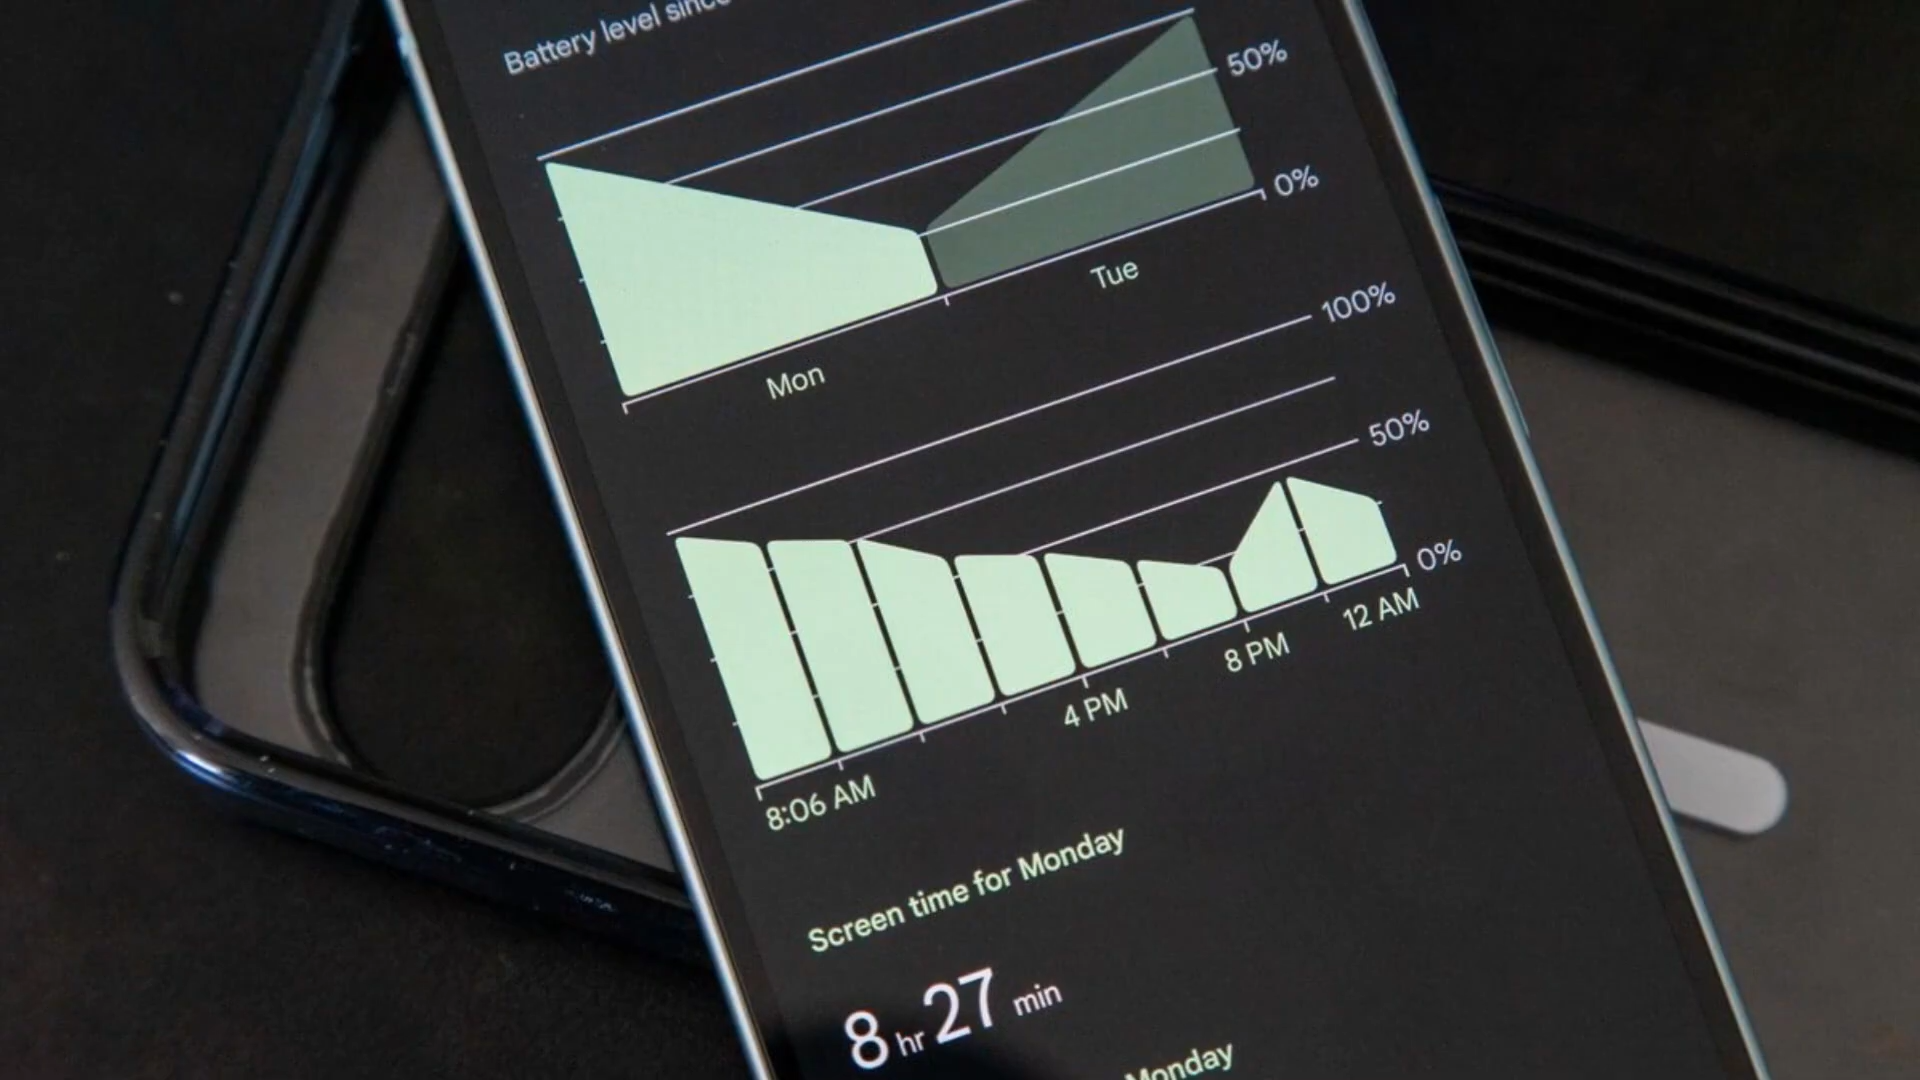 Battery level since
50%
0%
Mon
Tue
100%
50%
0%
8:06 AM
4 PM
8 PM
12 AM
Screen time for Monday
8 hr 27 min
Monday